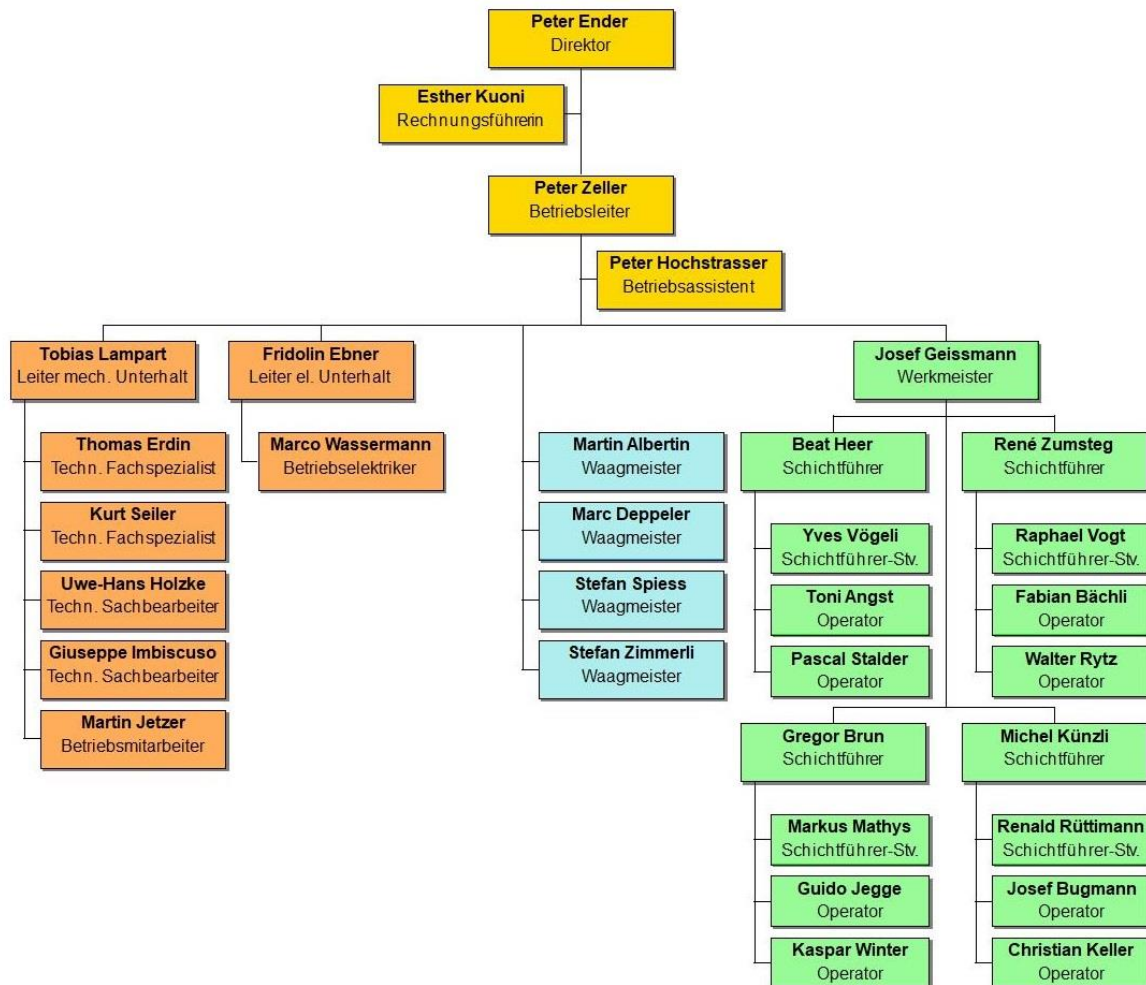 Peter Ender
Direktor
Esther Kuoni
Rechnungsführerin
Peter Zeller
Betriebsleiter
Peter Hochstrasser
Betriebsassistent
Tobias Lampart
Leiter mech. Unterhalt
Fridolin Ebner
Leiter el. Unterhalt
Josef Geissmann
Werkmeister
Thomas Erdin
Techn. Fachspezialist
Kurt Seiler
Techn. Fachspezialist
Uwe-Hans Holzke
Techn. Sachbearbeiter
Giuseppe Imbiscuso
Techn. Sachbearbeiter
Martin Jetzer
Betriebsmitarbeiter
Marco Wassermann
Betriebselektriker
Martin Albertin
Waagmeister
Marc Deppeler
Waagmeister
Stefan Spiess
Waagmeister
Stefan Zimmerli
Waagmeister
Beat Heer
Schichtführer
Yves Vögeli
Schichtführer-Stv.
Toni Angst
Operator
Pascal Stalder
Operator
René Zumsteg
Schichtführer
Raphael Vogt
Schichtführer-Stv.
Fabian Bächli
Operator
Walter Rytz
Operator
Gregor Brun
Schichtführer
Markus Mathys
Schichtführer-Stv.
Guido Jegge
Operator
Kaspar Winter
Operator
Michel Künzli
Schichtführer
Renald Rüttimann
Schichtführer-Stv.
Josef Bugmann
Operator
Christian Keller
Operator